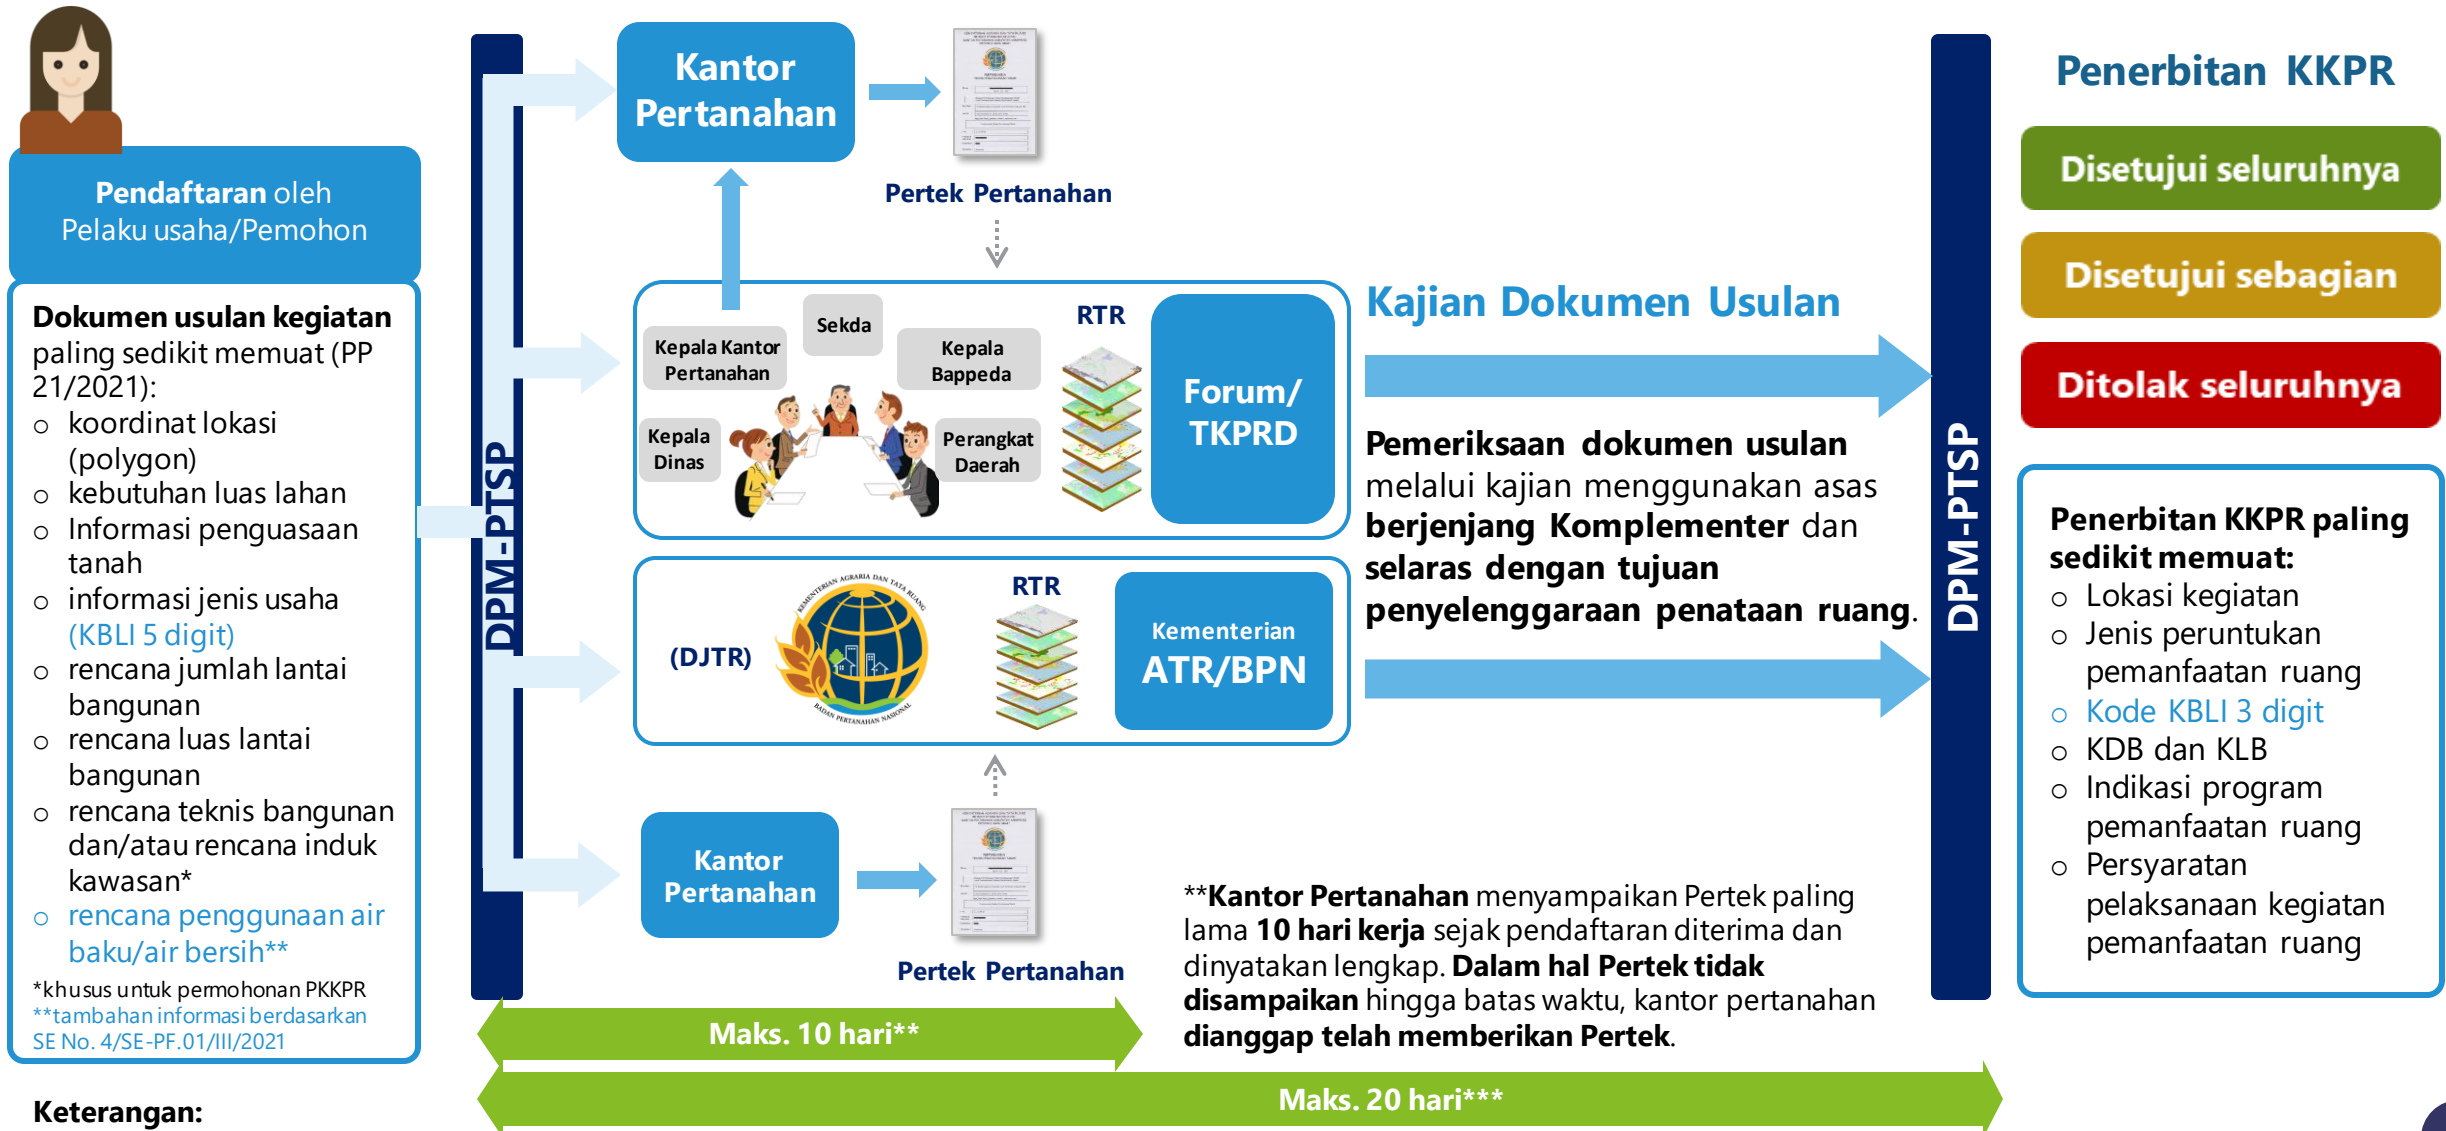 Pendaftaran oleh
Pelaku usaha/Pemohon
Dokumen usulan kegiatan
paling sedikit memuat (PP
21/2021):
o koordinat lokasi
(polygon)
o kebutuhan luas lahan
o Informasi penguasaan
tanah
o informasi jenis usaha
(KBLI 5 digit)
o rencana jumlah lantai
bangunan
o rencana luas lantai
bangunan
o rencana teknis bangunan
dan/atau rencana induk
kawasan*
o rencana penggunaan air
baku/air bersih**
*khusus untuk permohonan PKKPR
**tambahan informasi berdasarkan
SE No. 4/SE-PF.01/III/2021
Keterangan:
DPM-PTSP
Kantor
Pertanahan
Pertek Pertanahan
Sekda
Kepala Kantor
Pertanahan
Kepala
Bappeda
Kepala
Dinas
Perangkat
Daerah
RTR
Forum/
TKPRD
(DJTR)
KEMENTERIAN AGRARIA DAN TATA RUANG
BADAN PERTANAHAN NASIONAL
RTR
Kementerian
ATR/BPN
Kantor
Pertanahan
Pertek Pertanahan
Kajian Dokumen Usulan
Pemeriksaan dokumen usulan
melalui kajian menggunakan asas
berjenjang Komplementer dan
selaras dengan tujuan
penyelenggaraan penataan ruang.
**Kantor Pertanahan menyampaikan Pertek paling
lama 10 hari kerja sejak pendaftaran diterima dan
dinyatakan lengkap. Dalam hal Pertek tidak
disampaikan hingga batas waktu, kantor pertanahan
dianggap telah memberikan Pertek.
Maks. 10 hari**
Maks. 20 hari***
DPM-PTSP
Penerbitan KKPR
Disetujui seluruhnya
Disetujui sebagian
Ditolak seluruhnya
Penerbitan KKPR paling
sedikit memuat:
o Lokasi kegiatan
o Jenis peruntukan
pemanfaatan ruang
o Kode KBLI 3 digit
o KDB dan KLB
o Indikasi program
pemanfaatan ruang
o Persyaratan
pelaksanaan kegiatan
pemanfaatan ruang